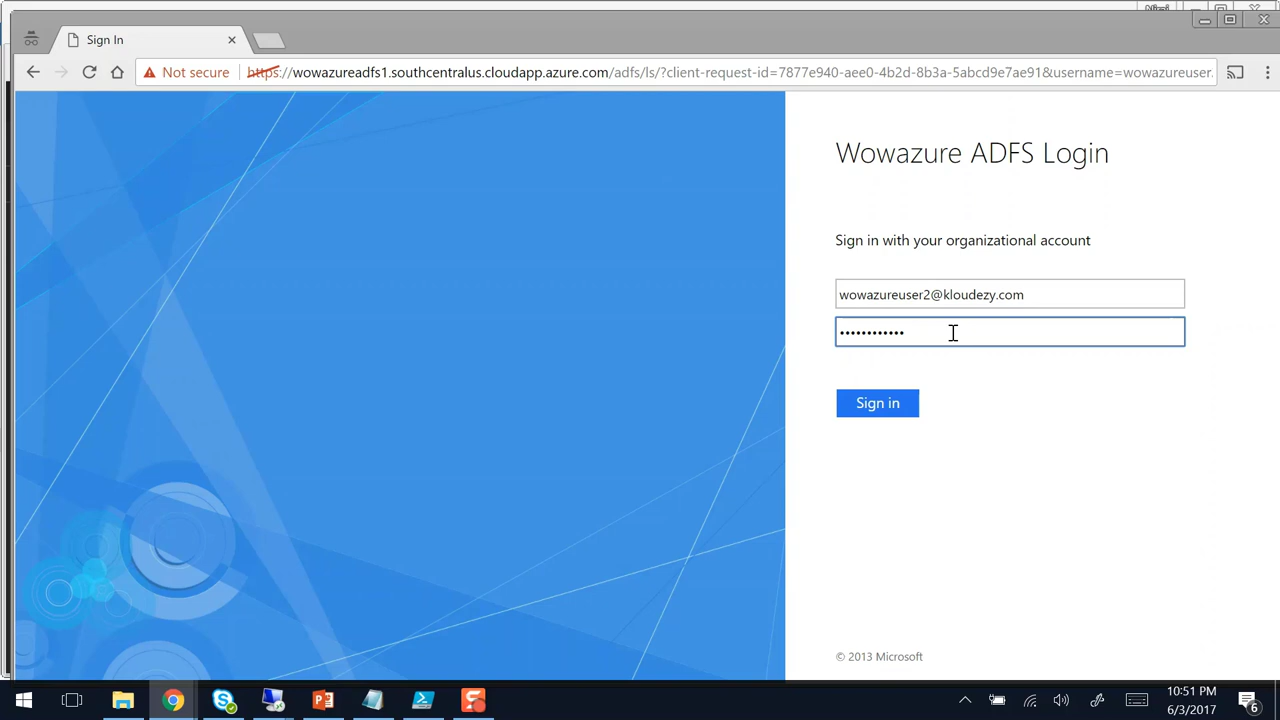 Sign In
Not secure
https://wowazureadfs1.southcentralus.cloudapp.azure.com/adfs/ls/?client-request-id=7877e940-aee0-4b2d-8b3a-5abcd9e7ae91&username=wowazureuser.
Wowazure ADFS Login
Sign in with your organizational account
wowazureuser2@kloudezy.com
••••••••••••
Sign in
© 2013 Microsoft
10:51 PM
6/3/2017
6